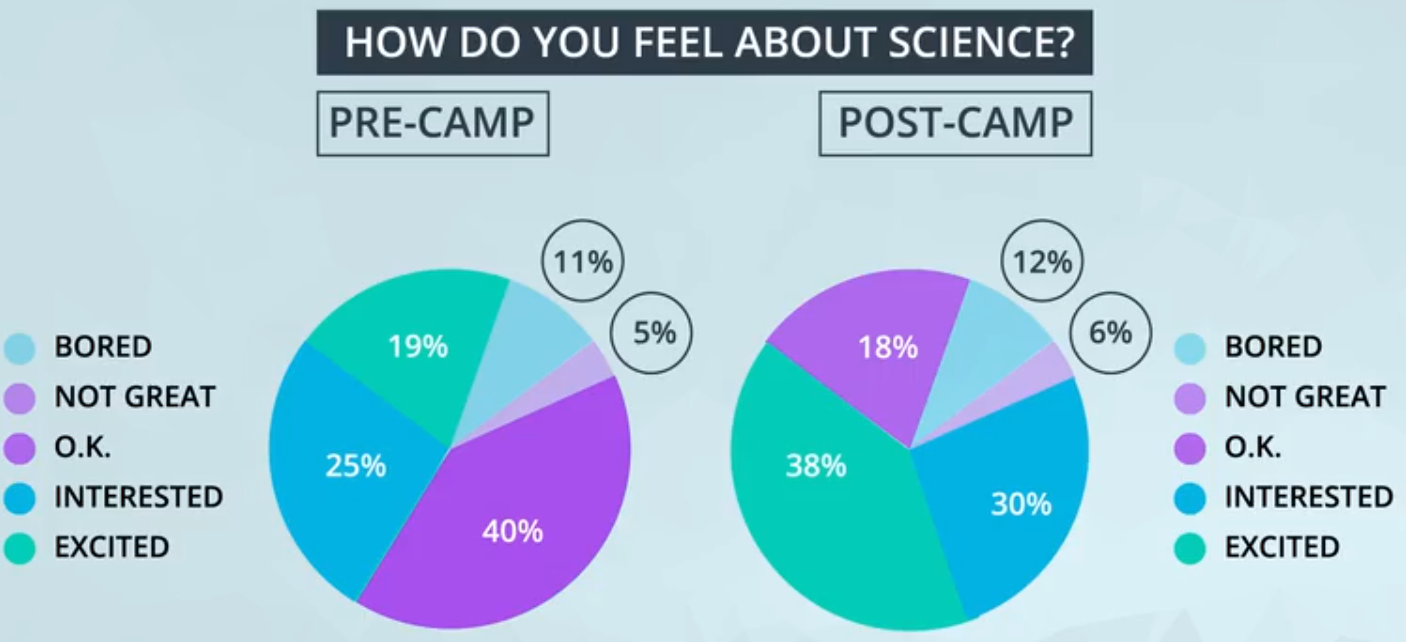 HOW DO YOU FEEL ABOUT SCIENCE?
PRE-CAMP
POST-CAMP
BORED
NOT GREAT
O.K.
INTERESTED
EXCITED
11%
5%
19%
25%
40%
12%
6%
18%
38%
30%
BORED
NOT GREAT
O.K.
INTERESTED
EXCITED